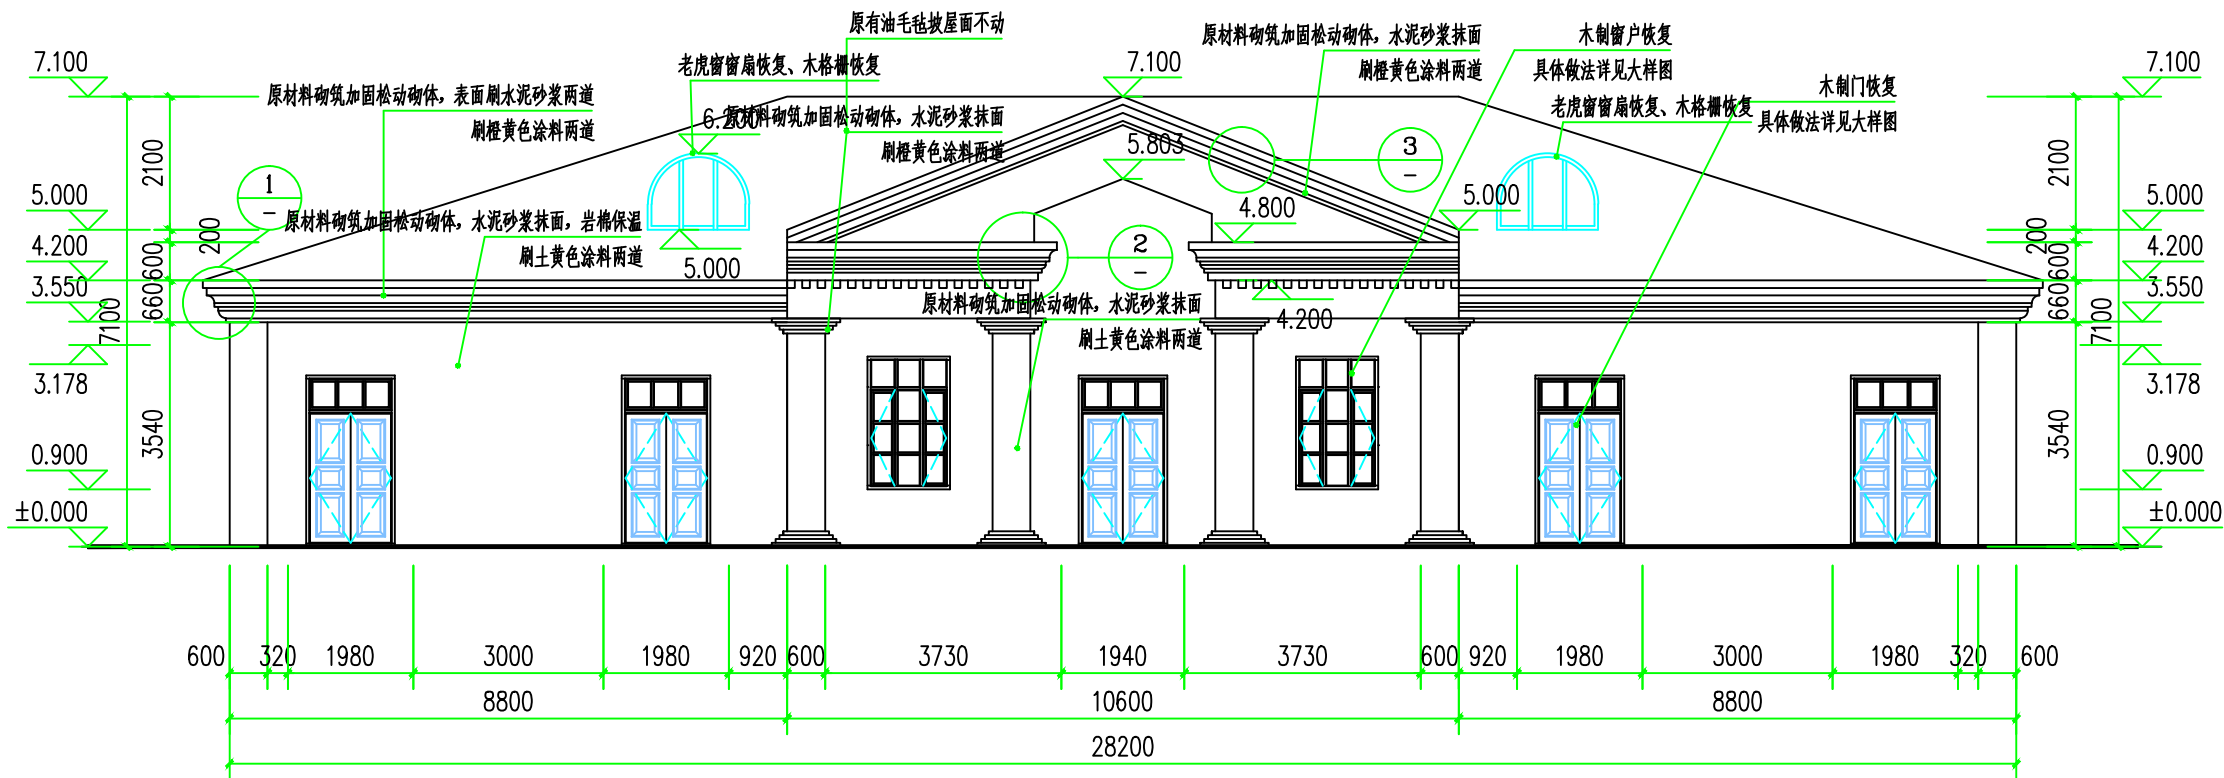 原有油毛毡坡屋面不动
原材料砌筑加固松动砌体，水泥砂浆抹面
刷橙黄色涂料两道
木制窗户恢复
具体做法详见大样图
7.100
老虎窗窗扇恢复、木格栅恢复
7.100
7.100
木制门恢复
具体做法详见大样图
原材料砌筑加固松动砌体，表面刷水泥砂浆两道
刷橙黄色涂料两道
6.200
原材料砌筑加固松动砌体，水泥砂浆抹面
刷橙黄色涂料两道
老虎窗窗扇恢复、木格栅恢复
5.803
3
–
2100
2100
1
–
5.000
5.000
5.000
4.800
200
200
原材料砌筑加固松动砌体，水泥砂浆抹面，岩棉保温
刷土黄色涂料两道
2
–
4.200
600
5.000
600
4.200
3.550
660
7100
原材料砌筑加固松动砌体，水泥砂浆抹面
刷土黄色涂料两道
4.200
660
7100
3.550
3.178
3.178
3540
3540
0.900
0.900
±0.000
±0.000
600 320 1980 3000 1980 920 600 3730 1940 3730 600 920 1980 3000 1980 320 600
8800 10600 8800
28200